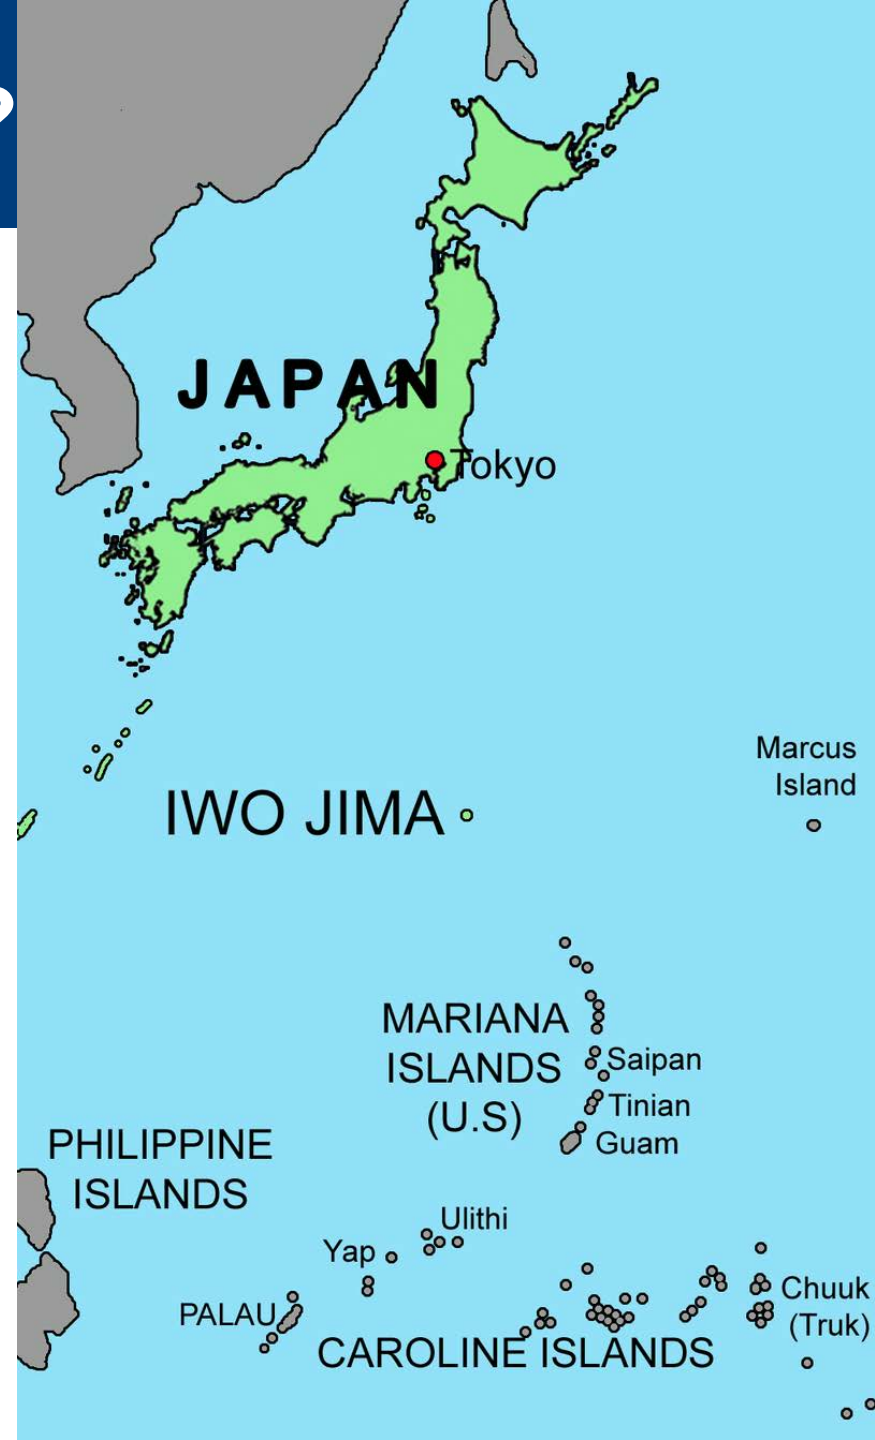 JAPAN
Tokyo
Marcus
Island
IWO JIMA
MARIANA
ISLANDS
(U.S)
Saipan
Tinian
Guam
PHILIPPINE
ISLANDS
Ulithi
Yap
PALAU
Chuuk
(Truk)
CAROLINE ISLANDS